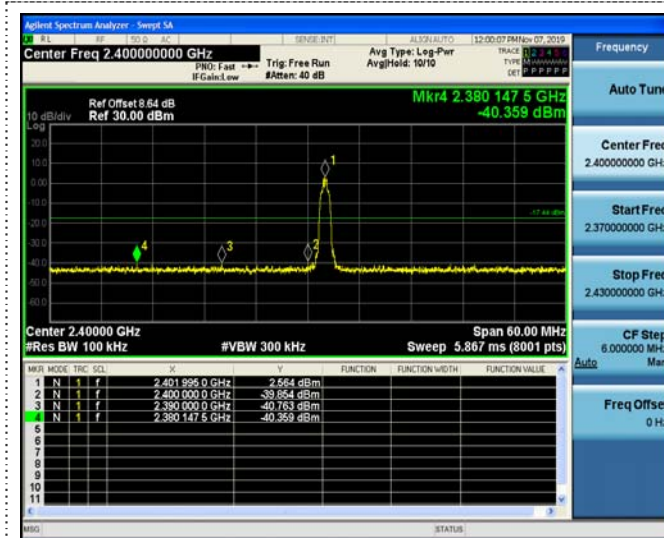 Agilent Spectrum Analyzer - Swept SA
RL RF 50 Ω AC SENSE:INT ALIGN AUTO 12:00:07 PM Nov 07, 2019
Center Freq 2.400000000 GHz
PNO: Fast
IFGain:Low
Trig: Free Run
#Atten: 40 dB
Avg Type: Log-Pwr
Avg|Hold: 10/10
TRACE 1 2 3 4 5 6
TYPE M
DET P P P P P P
Ref Offset 8.64 dB
Ref 30.00 dBm
10 dB/div
Log
Mkr4 2.380 147 5 GHz
-40.359 dBm
20.0
10.0
0.00
-10.0
-20.0
-30.0
-40.0
-50.0
-60.0
1
2
3
4
-17.44 dBm
Center 2.40000 GHz Span 60.00 MHz
#Res BW 100 kHz #VBW 300 kHz Sweep 5.867 ms (8001 pts)
MKR MODE TRC SCL X Y FUNCTION FUNCTION WIDTH FUNCTION VALUE
1 N 1 f 2.401 995 0 GHz 2.564 dBm
2 N 1 f 2.400 000 0 GHz -39.854 dBm
3 N 1 f 2.390 000 0 GHz -40.763 dBm
4 N 1 f 2.380 147 5 GHz -40.359 dBm
5
6
7
8
9
10
11
MSG STATUS
Frequency
Auto Tune
Center Freq
2.400000000 GHz
Start Freq
2.370000000 GHz
Stop Freq
2.430000000 GHz
CF Step
6.000000 MHz
Auto Man
Freq Offset
0 Hz